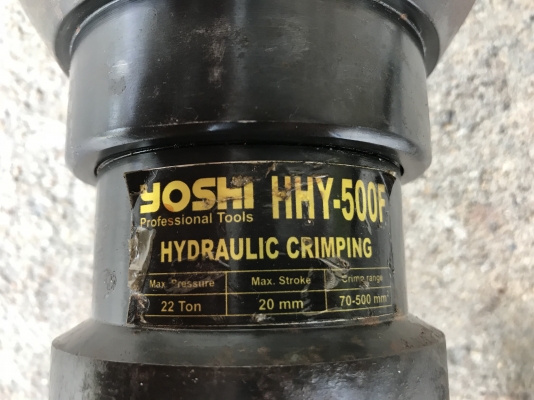 YOSHI HHY-500F
Professional Tools
HYDRAULIC CRIMPING
Max. Pressure Max. Stroke Crimp range
22 Ton 20 mm 70-500 mm